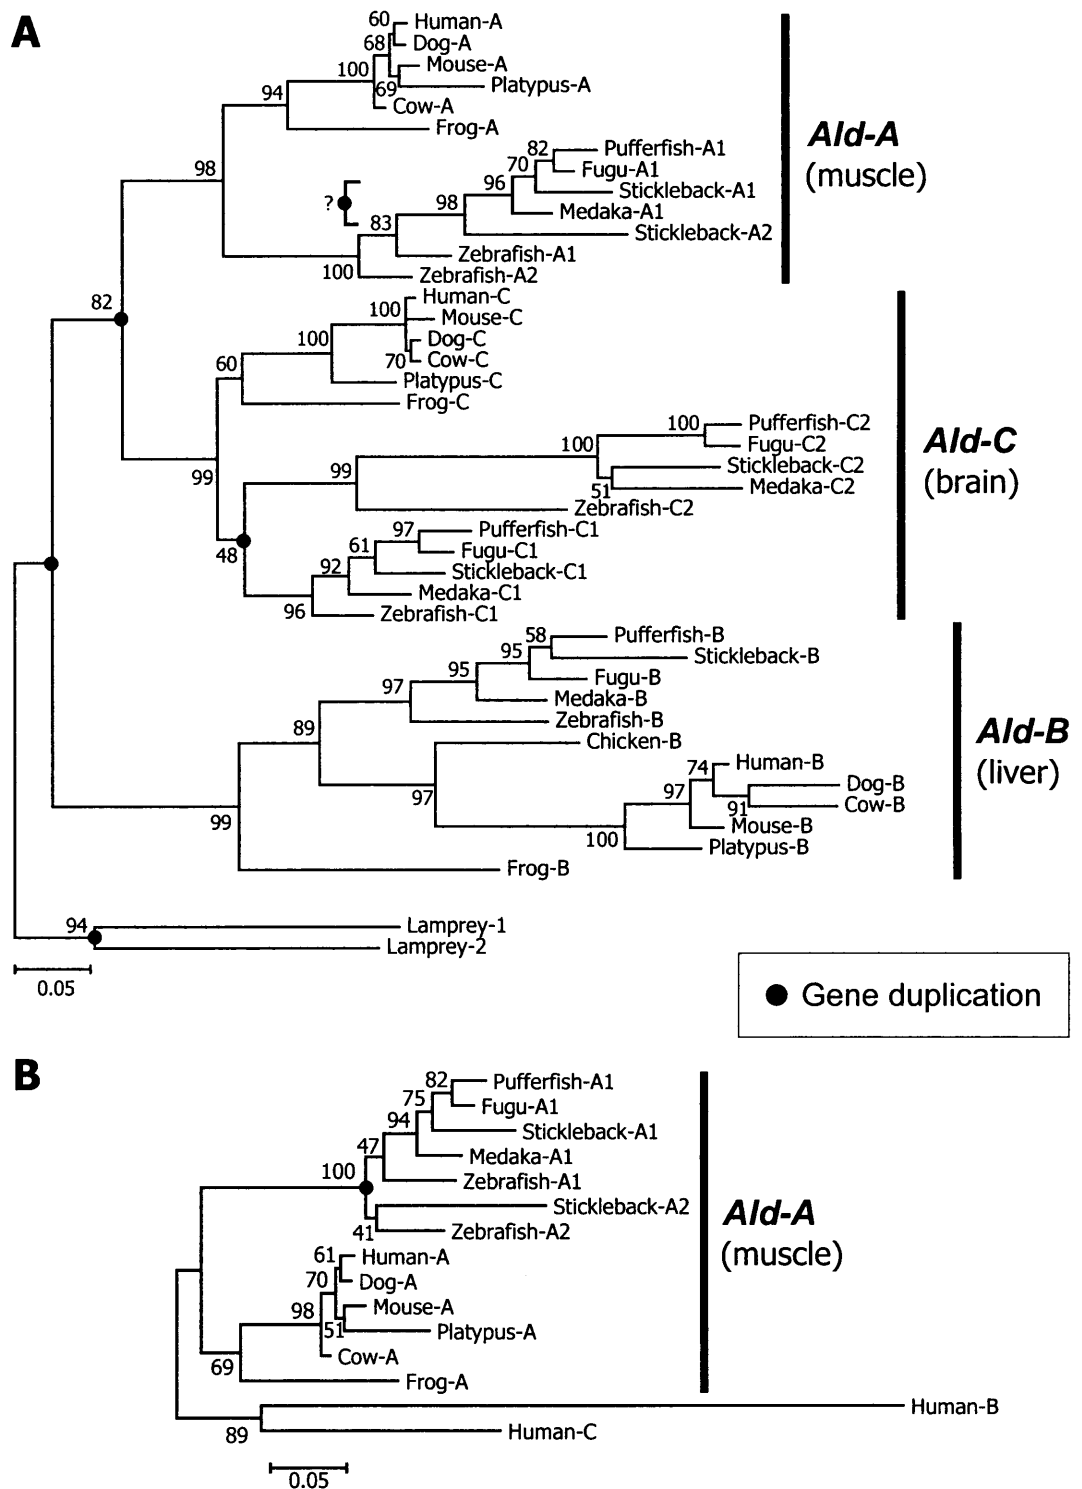 A
60
Human-A
68
Dog-A
Mouse-A
100
69
Platypus-A
94
Cow-A
Frog-A
Ald-A
(muscle)
82
Pufferfish-A1
70
Fugu-A1
98
96
Stickleback-A1
?
98
Medaka-A1
83
Stickleback-A2
Zebrafish-A1
100
Zebrafish-A2
82
Human-C
100
Mouse-C
100
Dog-C
70
Cow-C
60
Platypus-C
Frog-C
100
Pufferfish-C2
100
Fugu-C2
Ald-C
(brain)
99
Stickleback-C2
99
51
Medaka-C2
Zebrafish-C2
97
Pufferfish-C1
48
61
Fugu-C1
92
Stickleback-C1
Medaka-C1
96
Zebrafish-C1
58
Pufferfish-B
95
Stickleback-B
95
Fugu-B
97
Medaka-B
Zebrafish-B
89
Chicken-B
Ald-B
(liver)
74
Human-B
97
Dog-B
97
91
Cow-B
99
Mouse-B
100
Platypus-B
Frog-B
94
Lamprey-1
Lamprey-2
0.05
Gene duplication
B
82
Pufferfish-A1
75
Fugu-A1
94
Stickleback-A1
47
Medaka-A1
100
Zebrafish-A1
Stickleback-A2
41
Zebrafish-A2
Ald-A
(muscle)
61
Human-A
70
Dog-A
98
Mouse-A
51
Platypus-A
Cow-A
69
Frog-A
Human-B
89
Human-C
0.05